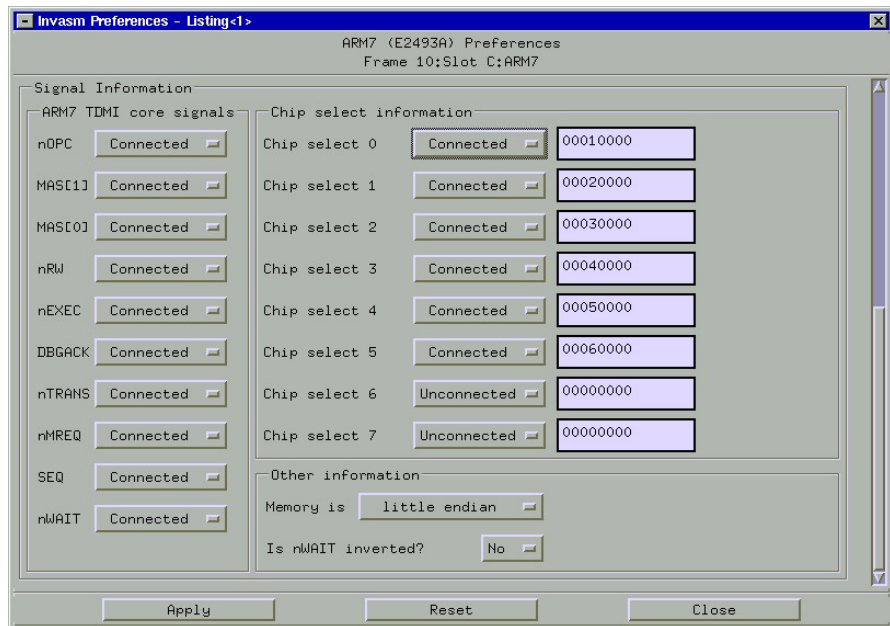 Invasm Preferences - Listing<1>
ARM7 (E2493A) Preferences
Frame 10:Slot C:ARM7
Signal Information
ARM7 TDMI core signals
nOPC Connected
MAS[1] Connected
MAS[0] Connected
nRW Connected
nEXEC Connected
DBGACK Connected
nTRANS Connected
nMREQ Connected
SEQ Connected
nWAIT Connected
Chip select information
Chip select 0 Connected 00010000
Chip select 1 Connected 00020000
Chip select 2 Connected 00030000
Chip select 3 Connected 00040000
Chip select 4 Connected 00050000
Chip select 5 Connected 00060000
Chip select 6 Unconnected 00000000
Chip select 7 Unconnected 00000000
Other information
Memory is little endian
Is nWAIT inverted? No
Apply Reset Close